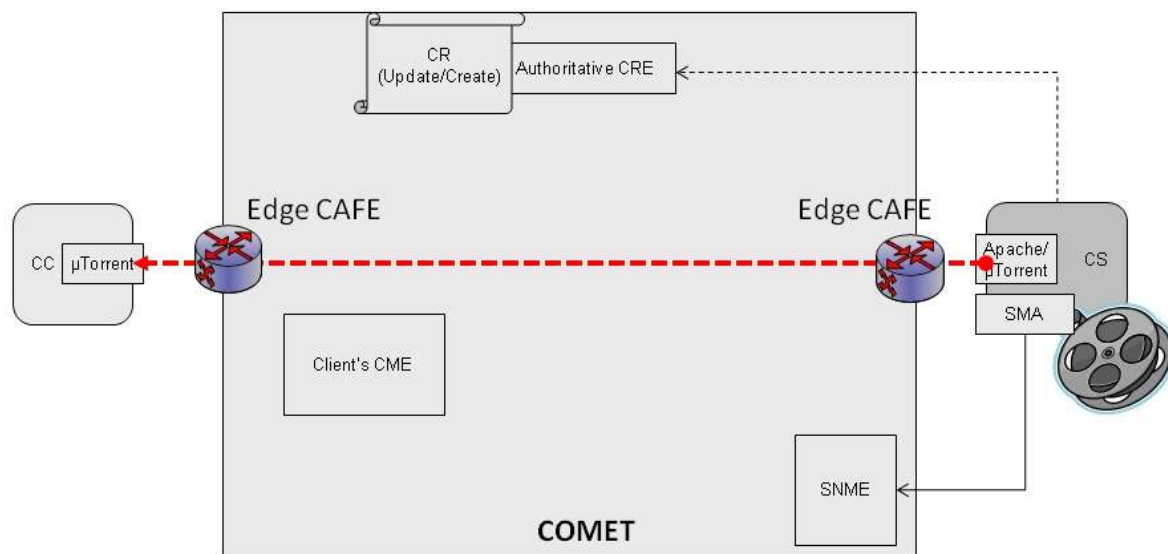 CR
(Update/Create)
Authoritative CRE
Edge CAFE
Edge CAFE
CC
µTorrent
Apache/
µTorrent
CS
SMA
Client's CME
SNME
COMET